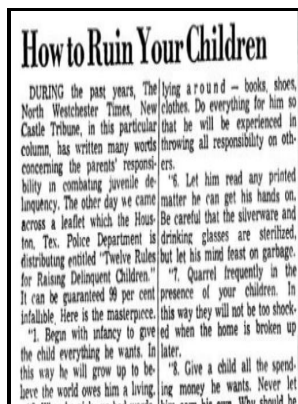 How to Ruin Your Children
DURING the past years, The
North Westchester Times, New
Castle Tribune, in this particular
column, has written many words
concerning the parents' responsi-
bility in combating juvenile de-
linquency. The other day we came
across a leaflet which the Hous-
ton, Tex. Police Department is
distributing entitled "Twelve Rules
for Raising Delinquent Children."
It can be guaranteed 99 per cent
infallible. Here is the masterpiece.
"1. Begin with infancy to give
the child everything he wants. In
this way he will grow up to be-
lieve the world owes him a living.
lying around — books, shoes,
clothes. Do everything for him so
that he will be experienced in
throwing all responsibility on oth-
ers.
"6. Let him read any printed
matter he can get his hands on.
Be careful that the silverware and
drinking glasses are sterilized,
but let his mind feast on garbage.
"7. Quarrel frequently in the
presence of your children. In
this way they will not be too shock-
ed when the home is broken up
later.
"8. Give a child all the spend-
ing money he wants. Never let